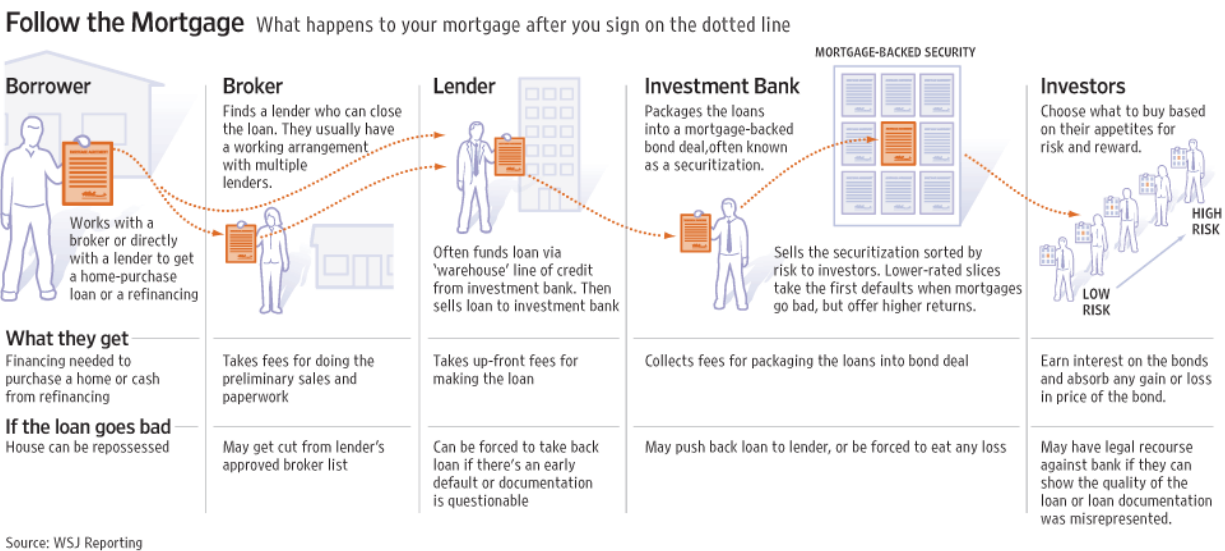 Follow the Mortgage What happens to your mortgage after you sign on the dotted line
Borrower
Works with a
broker or directly
with a lender to get
a home-purchase
loan or a refinancing
Broker
Finds a lender who can close
the loan. They usually have
a working arrangement
with multiple
lenders.
Lender
Often funds loan via
'warehouse' line of credit
from investment bank. Then
sells loan to investment bank
Investment Bank
Packages the loans
into a mortgage-backed
bond deal,often known
as a securitization.
MORTGAGE-BACKED SECURITY
Sells the securitization sorted by
risk to investors. Lower-rated slices
take the first defaults when mortgages
go bad, but offer higher returns.
Investors
Choose what to buy based
on their appetites for
risk and reward.
HIGH
RISK
LOW
RISK
What they get
Financing needed to
purchase a home or cash
from refinancing
Takes fees for doing the
preliminary sales and
paperwork
Takes up-front fees for
making the loan
Collects fees for packaging the loans into bond deal
Earn interest on the bonds
and absorb any gain or loss
in price of the bond.
If the loan goes bad
House can be repossessed
May get cut from lender's
approved broker list
Can be forced to take back
loan if there's an early
default or documentation
is questionable
May push back loan to lender, or be forced to eat any loss
May have legal recourse
against bank if they can
show the quality of the
loan or loan documentation
was misrepresented.
Source: WSJ Reporting